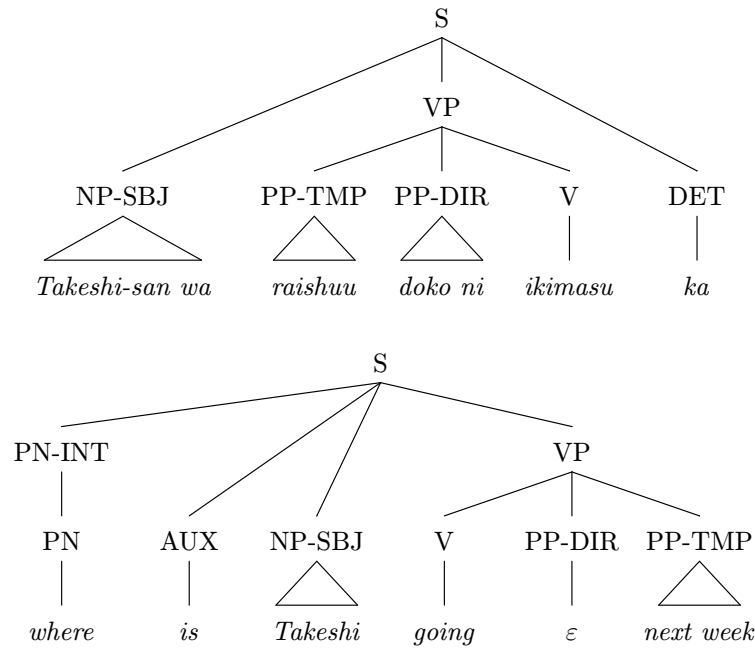 S
VP
NP-SBJ PP-TMP PP-DIR V DET
Takeshi-san wa raishuu doko ni ikimasu ka
S
PN-INT VP
PN AUX NP-SBJ V PP-DIR PP-TMP
where is Takeshi going ε next week